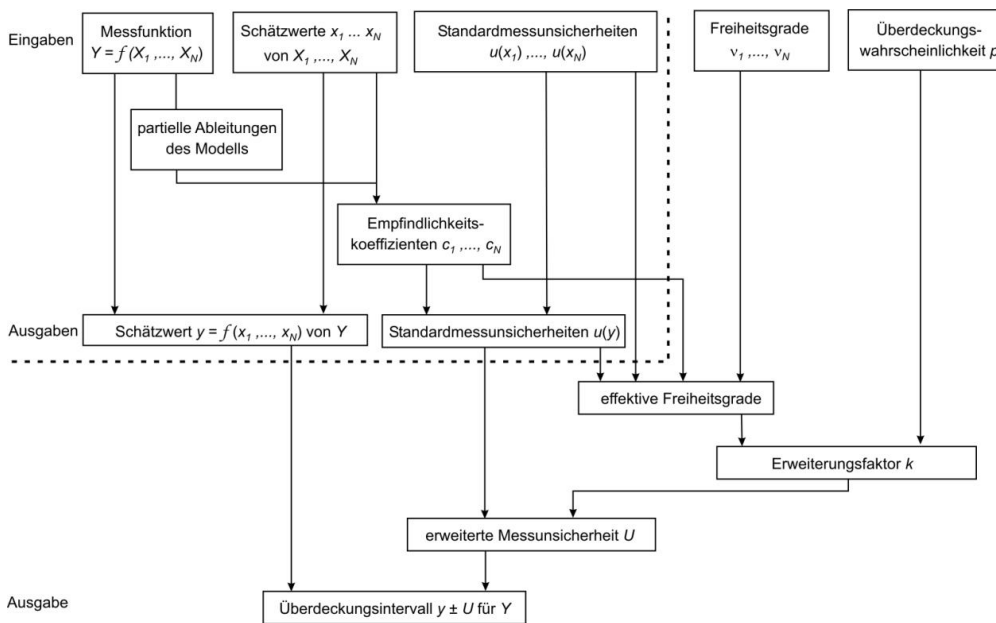 Eingaben
Messfunktion
Y = f (X1 ,..., XN)
Schätzwerte x1 ... xN
von X1 ,..., XN
Standardmessunsicherheiten
u(x1) ,..., u(xN)
Freiheitsgrade
ν1 ,..., νN
Überdeckungs-
wahrscheinlichkeit p
partielle Ableitungen
des Modells
Empfindlichkeits-
koeffizienten c1 ,..., cN
Ausgaben
Schätzwert y = f (x1 ,..., xN) von Y
Standardmessunsicherheiten u(y)
effektive Freiheitsgrade
Erweiterungsfaktor k
erweiterte Messunsicherheit U
Ausgabe
Überdeckungsintervall y ± U für Y